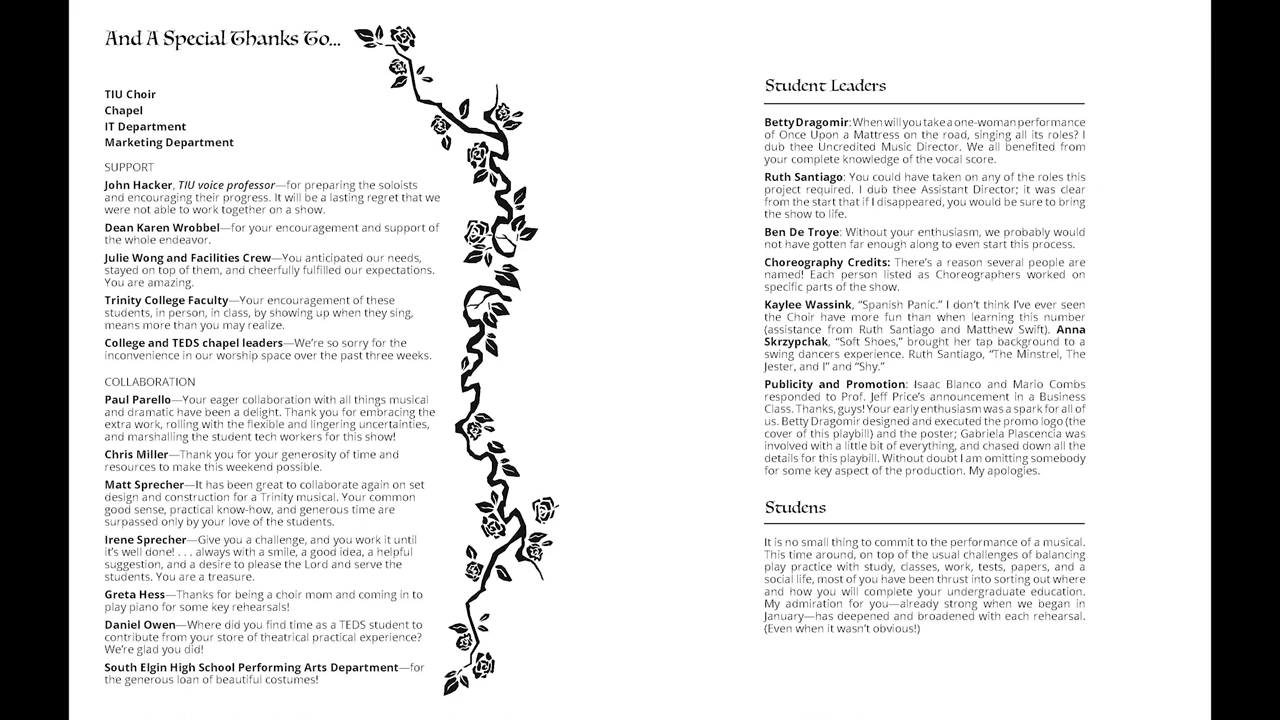 And A Special Thanks To...
TIU Choir
Chapel
IT Department
Marketing Department
SUPPORT
John Hacker, TIU voice professor—for preparing the soloists
and encouraging their progress. It will be a lasting regret that we
were not able to work together on a show.
Dean Karen Wrobbel—for your encouragement and support of
the whole endeavor.
Julie Wong and Facilities Crew—You anticipated our needs,
stayed on top of them, and cheerfully fulfilled our expectations.
You are amazing.
Trinity College Faculty—Your encouragement of these
students, in person, in class, by showing up when they sing,
means more than you may realize.
College and TEDS chapel leaders—We're so sorry for the
inconvenience in our worship space over the past three weeks.
COLLABORATION
Paul Parello—Your eager collaboration with all things musical
and dramatic have been a delight. Thank you for embracing the
extra work, rolling with the flexible and lingering uncertainties,
and marshalling the student tech workers for this show!
Chris Miller—Thank you for your generosity of time and
resources to make this weekend possible.
Matt Sprecher—It has been great to collaborate again on set
design and construction for a Trinity musical. Your common
good sense, practical know-how, and generous time are
surpassed only by your love of the students.
Irene Sprecher—Give you a challenge, and you work it until
it's well done! . . . always with a smile, a good idea, a helpful
suggestion, and a desire to please the Lord and serve the
students. You are a treasure.
Greta Hess—Thanks for being a choir mom and coming in to
play piano for some key rehearsals!
Daniel Owen—Where did you find time as a TEDS student to
contribute from your store of theatrical practical experience?
We're glad you did!
South Elgin High School Performing Arts Department—for
the generous loan of beautiful costumes!
Student Leaders
Betty Dragomir: When will you take a one-woman performance
of Once Upon a Mattress on the road, singing all its roles? I
dub thee Uncredited Music Director. We all benefited from
your complete knowledge of the vocal score.
Ruth Santiago: You could have taken on any of the roles this
project required. I dub thee Assistant Director; it was clear
from the start that if I disappeared, you would be sure to bring
the show to life.
Ben De Troye: Without your enthusiasm, we probably would
not have gotten far enough along to even start this process.
Choreography Credits: There's a reason several people are
named! Each person listed as Choreographers worked on
specific parts of the show.
Kaylee Wassink, "Spanish Panic." I don't think I've ever seen
the Choir have more fun than when learning this number
(assistance from Ruth Santiago and Matthew Swift). Anna
Skrzypchak, "Soft Shoes," brought her tap background to a
swing dancers experience. Ruth Santiago, "The Minstrel, The
Jester, and I" and "Shy."
Publicity and Promotion: Isaac Blanco and Mario Combs
responded to Prof. Jeff Price's announcement in a Business
Class. Thanks, guys! Your early enthusiasm was a spark for all of
us. Betty Dragomir designed and executed the promo logo (the
cover of this playbill) and the poster; Gabriela Plascencia was
involved with a little bit of everything, and chased down all the
details for this playbill. Without doubt I am omitting somebody
for some key aspect of the production. My apologies.
Studens
It is no small thing to commit to the performance of a musical.
This time around, on top of the usual challenges of balancing
play practice with study, classes, work, tests, papers, and a
social life, most of you have been thrust into sorting out where
and how you will complete your undergraduate education.
My admiration for you—already strong when we began in
January—has deepened and broadened with each rehearsal.
(Even when it wasn't obvious!)